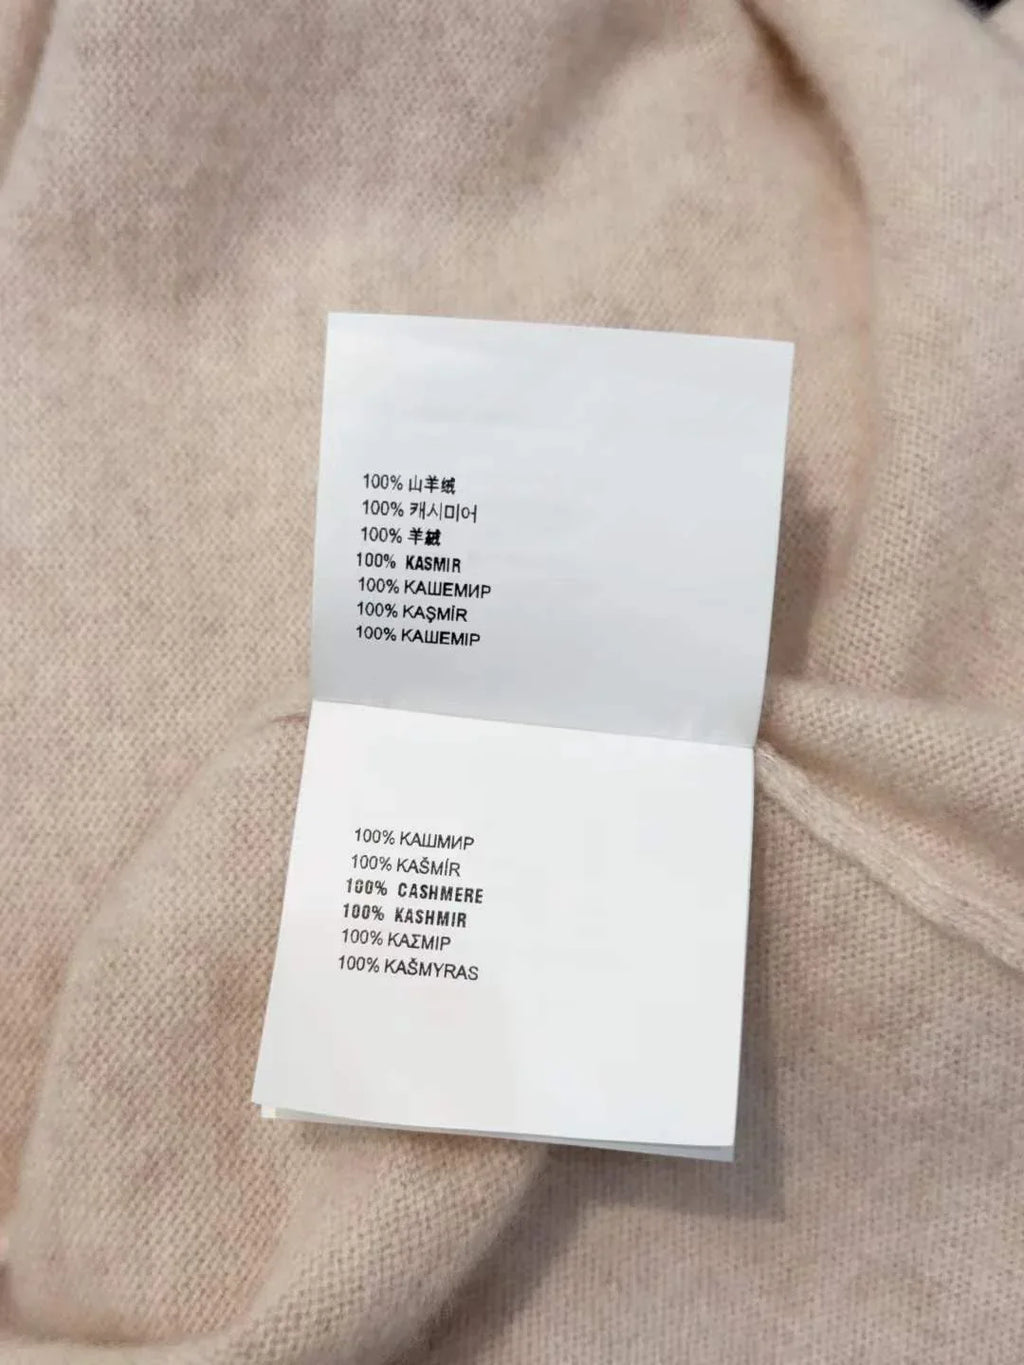 100% 山羊绒
100% 캐시미어
100% 羊絨
100% KASMIR
100% КАШЕМИР
100% KAŞMİR
100% КАШЕМІР
100% КАШМИР
100% KAŠMÍR
100% CASHMERE
100% KASHMIR
100% ΚΑΣΜΙΡ
100% KAŠMYRAS